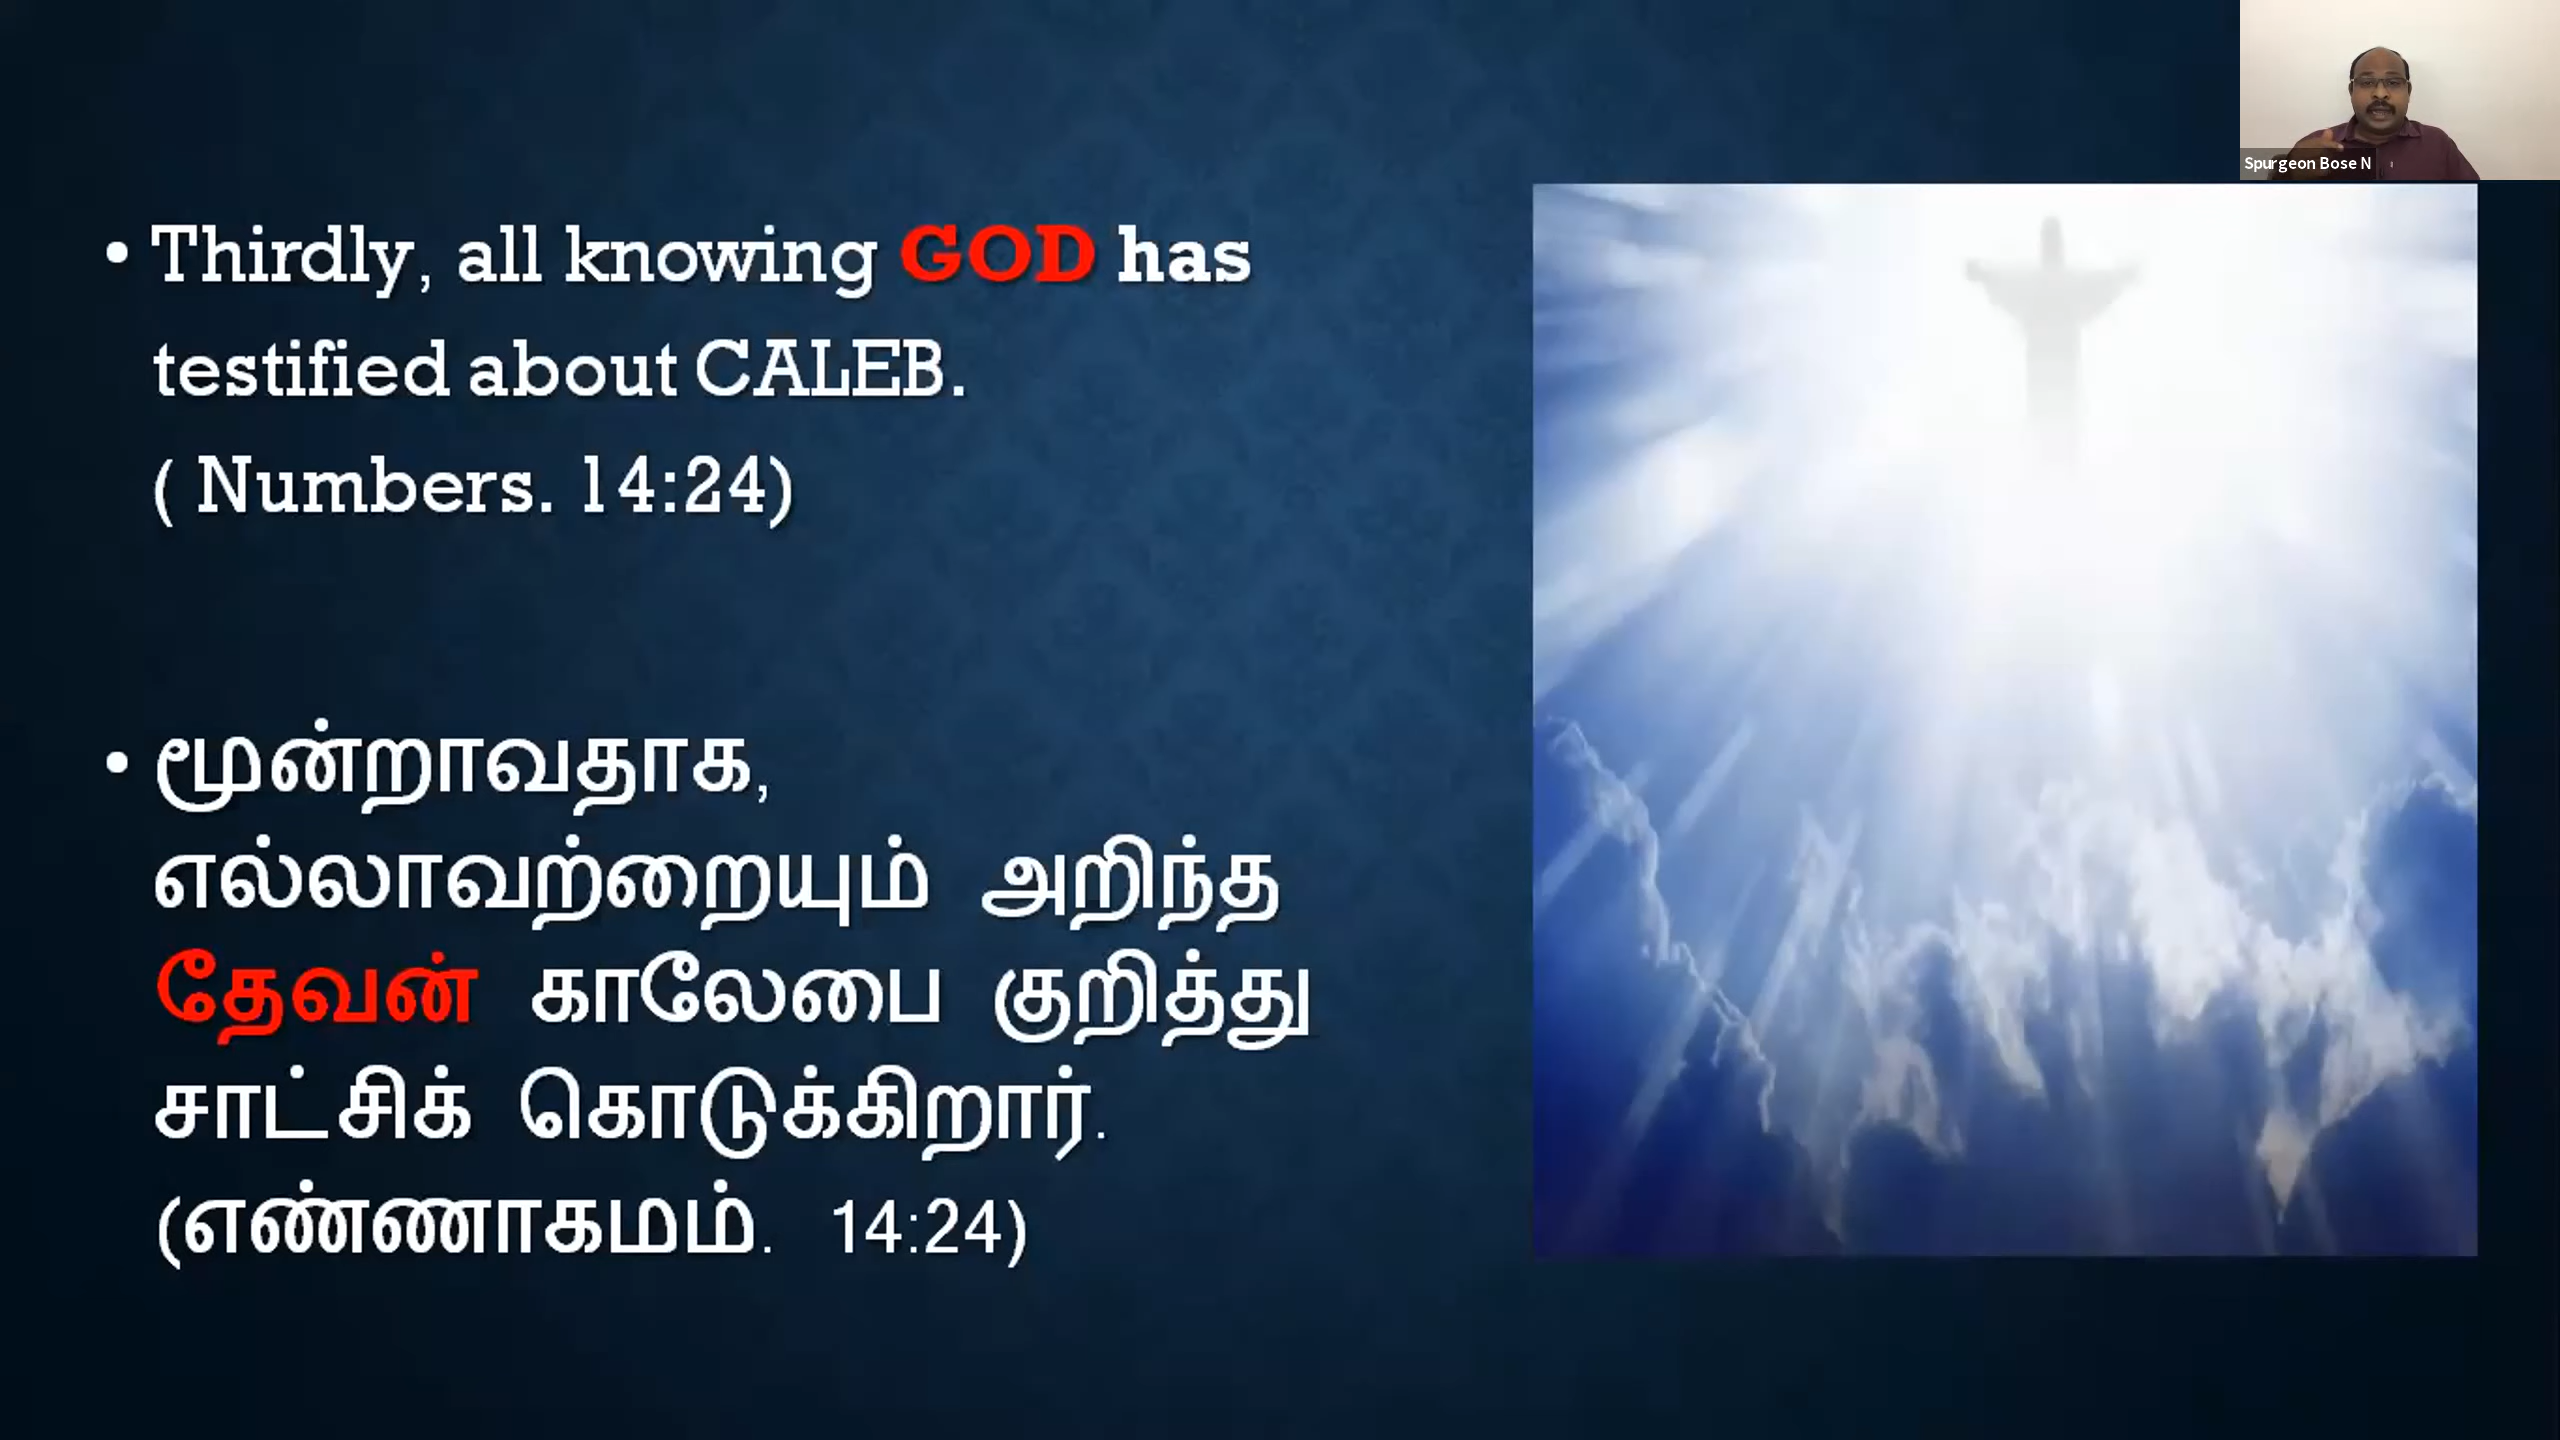 Spurgeon Bose N
• Thirdly, all knowing GOD has
testified about CALEB.
( Numbers. 14:24)
• மூன்றாவதாக,
எல்லாவற்றையும் அறிந்த
தேவன் காலேபை குறித்து
சாட்சிக் கொடுக்கிறார்.
(எண்ணாகமம். 14:24)